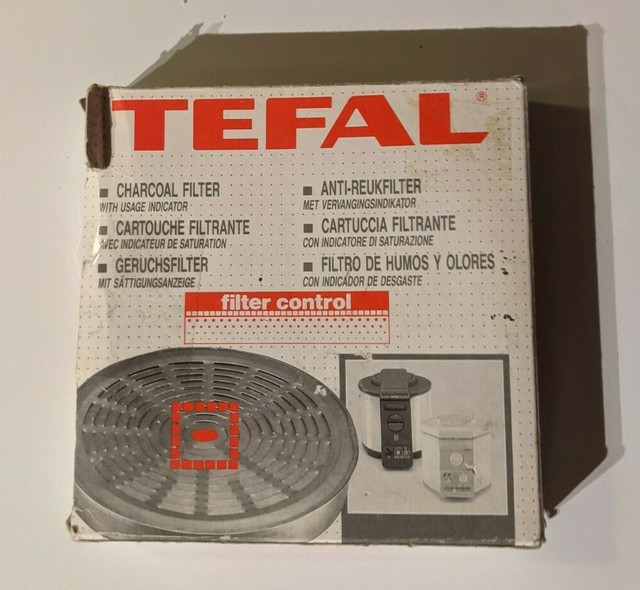 TEFAL®
■ CHARCOAL FILTER
WITH USAGE INDICATOR
■ CARTOUCHE FILTRANTE
AVEC INDICATEUR DE SATURATION
■ GERUCHSFILTER
MIT SÄTTIGUNGSANZEIGE
■ ANTI-REUKFILTER
MET VERVANGINGSINDIKATOR
■ CARTUCCIA FILTRANTE
CON INDICATORE DI SATURAZIONE
■ FILTRO DE HUMOS Y OLORES
CON INDICADOR DE DESGASTE
filter control